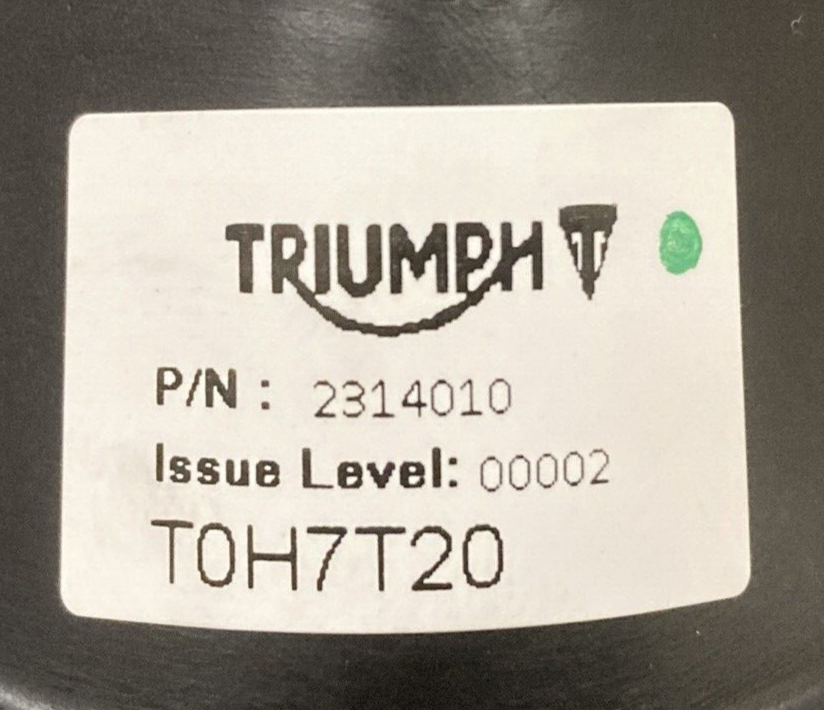 TRIUMPH T
P/N : 2314010
Issue Level: 00002
T0H7T20